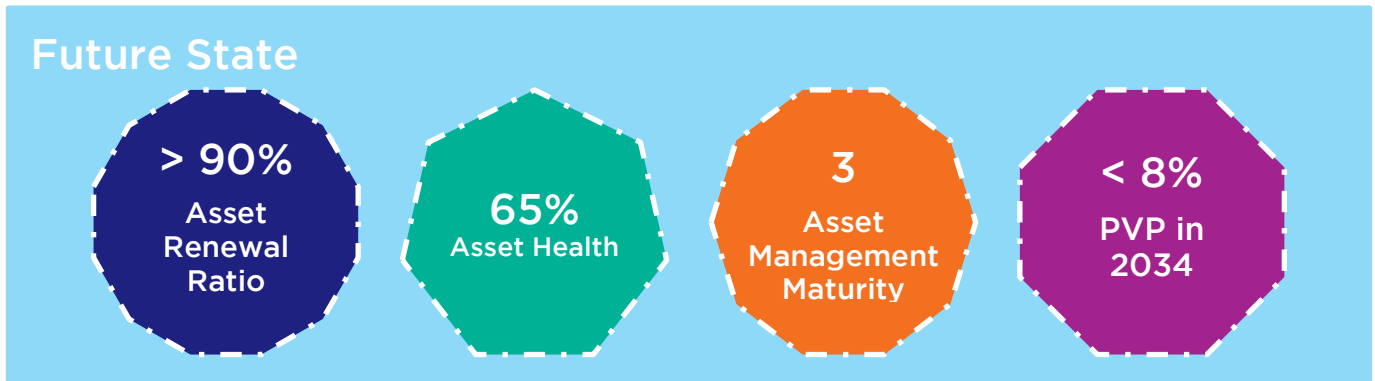 Future State
> 90%
Asset
Renewal
Ratio
65%
Asset Health
3
Asset
Management
Maturity
< 8%
PVP in
2034